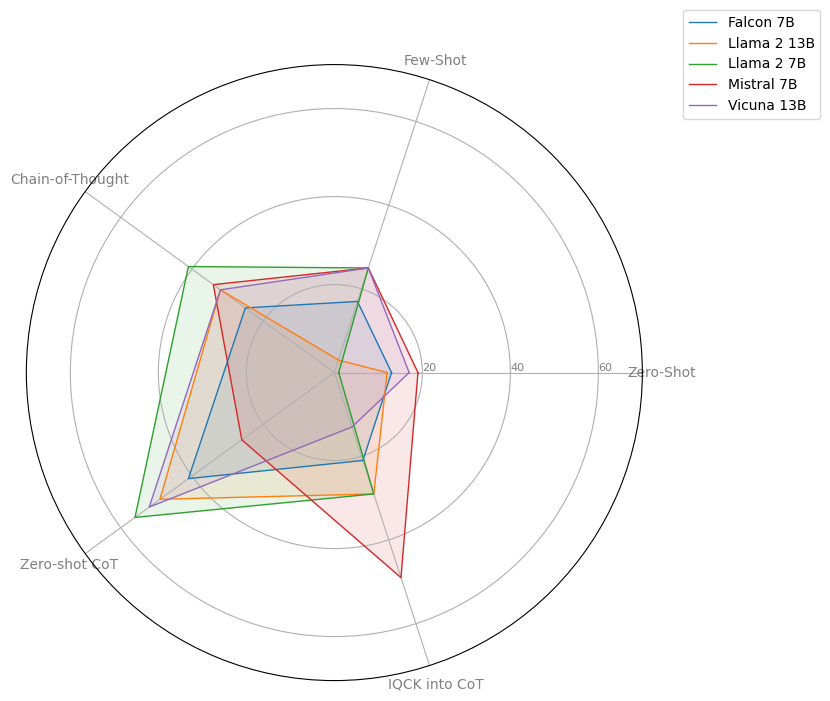 Falcon 7B
Llama 2 13B
Llama 2 7B
Mistral 7B
Vicuna 13B
Few-Shot
Chain-of-Thought
20
40
60
Zero-Shot
Zero-shot CoT
IQCK into CoT